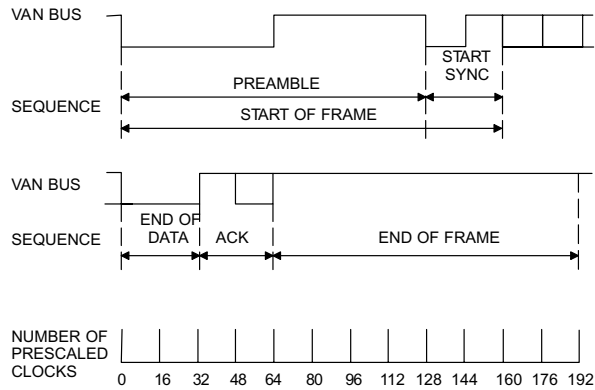 VAN BUS
START
SYNC
PREAMBLE
SEQUENCE
START OF FRAME
VAN BUS
END OF
DATA
ACK
END OF FRAME
SEQUENCE
NUMBER OF
PRESCALED
CLOCKS
0 16 32 48 64 80 96 112 128 144 160 176 192